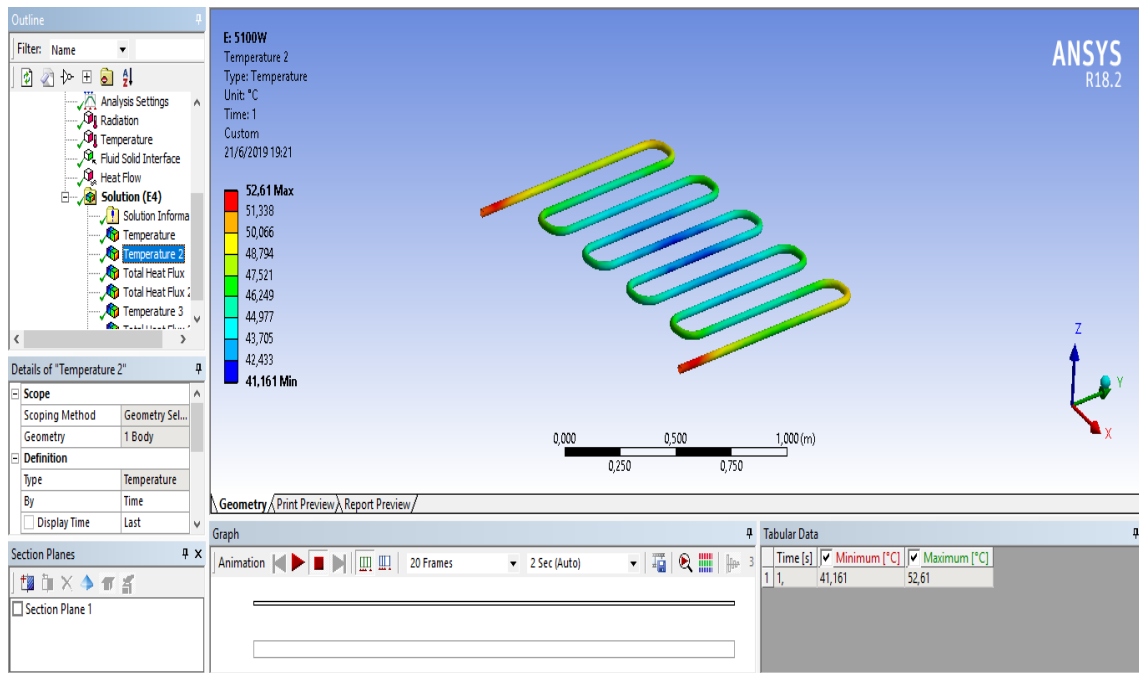 Outline
Filter: Name
Analysis Settings
Radiation
Temperature
Fluid Solid Interface
Heat Flow
Solution (E4)
Solution Informa
Temperature
Temperature 2
Total Heat Flux
Total Heat Flux 2
Temperature 3
Details of "Temperature 2"
Scope
Scoping Method Geometry Sel...
Geometry 1 Body
Definition
Type Temperature
By Time
Display Time Last
Section Planes
Section Plane 1
E: 5100W
Temperature 2
Type: Temperature
Unit: °C
Time: 1
Custom
21/6/2019 19:21
52,61 Max
51,338
50,066
48,794
47,521
46,249
44,977
43,705
42,433
41,161 Min
ANSYS
R18.2
Z
Y
X
0,000 0,500 1,000 (m)
0,250 0,750
Geometry Print Preview Report Preview
Graph
Animation 20 Frames 2 Sec (Auto) 3
Tabular Data
Time [s] Minimum [°C] Maximum [°C]
1 1, 41,161 52,61